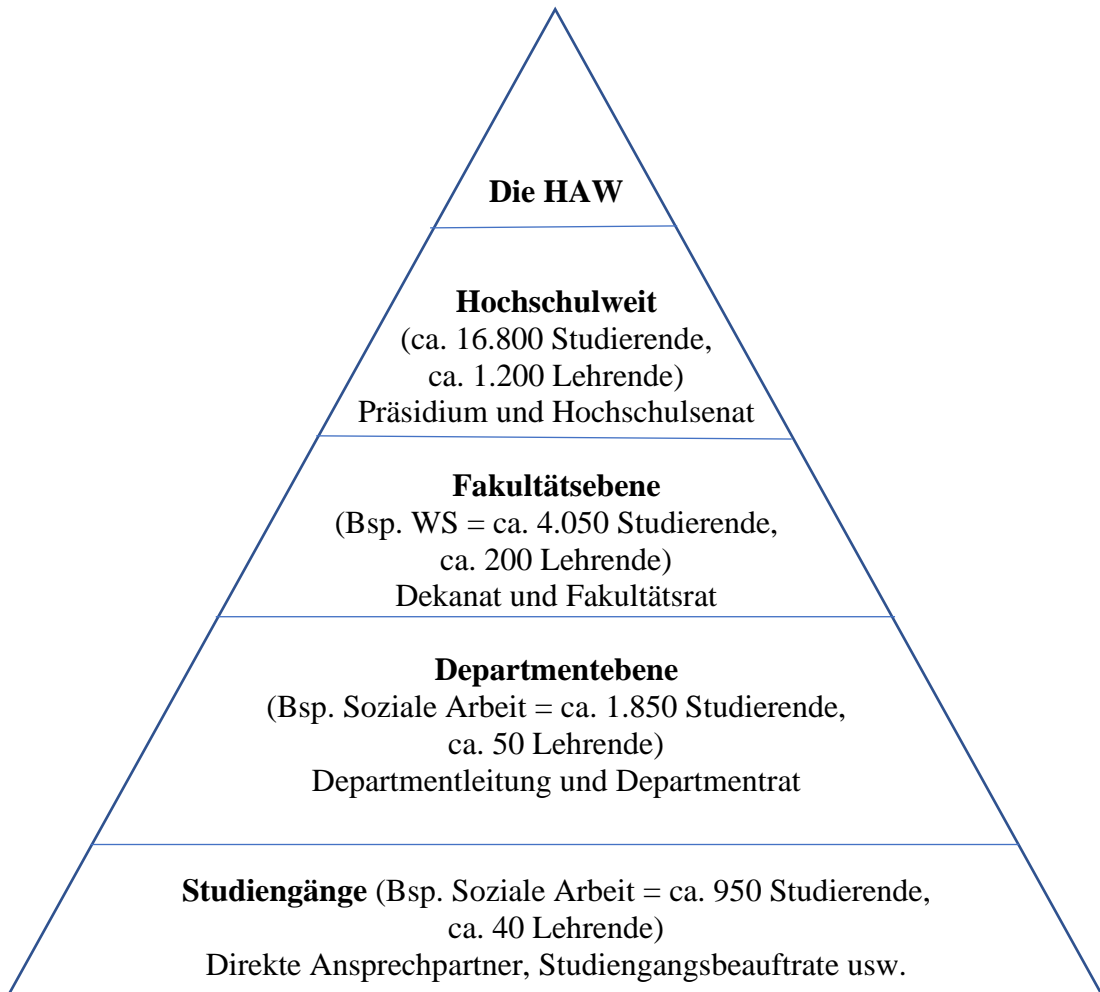 Die HAW
Hochschulweit
(ca. 16.800 Studierende,
ca. 1.200 Lehrende)
Präsidium und Hochschulsenat
Fakultätsebene
(Bsp. WS = ca. 4.050 Studierende,
ca. 200 Lehrende)
Dekanat und Fakultätsrat
Departmentebene
(Bsp. Soziale Arbeit = ca. 1.850 Studierende,
ca. 50 Lehrende)
Departmentleitung und Departmentrat
Studiengänge (Bsp. Soziale Arbeit = ca. 950 Studierende,
ca. 40 Lehrende)
Direkte Ansprechpartner, Studiengangsbeauftrate usw.